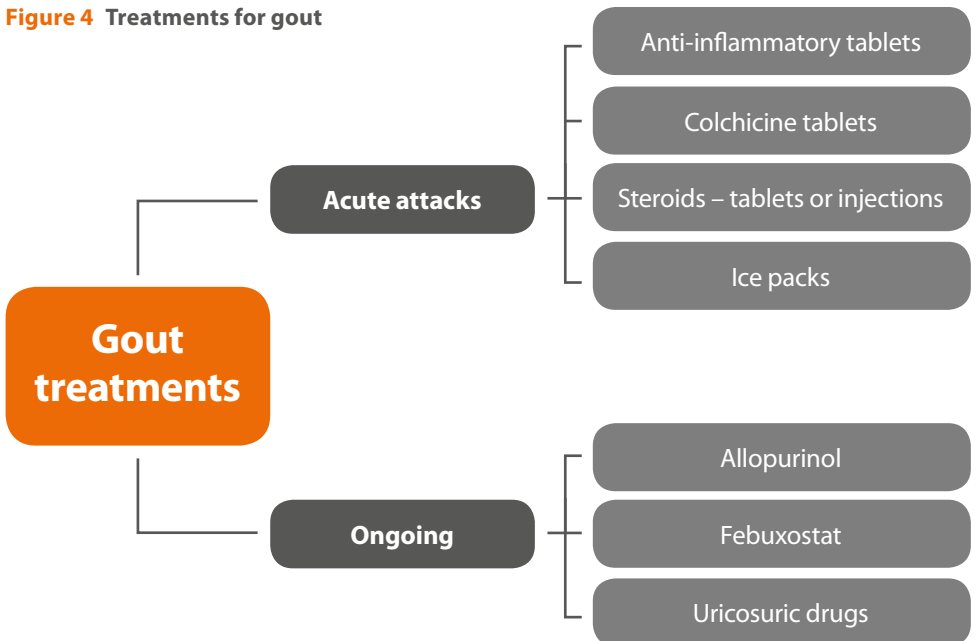 Figure 4 Treatments for gout
Anti-inflammatory tablets
Colchicine tablets
Acute attacks
Steroids – tablets or injections
Ice packs
Gout
treatments
Allopurinol
Ongoing
Febuxostat
Uricosuric drugs